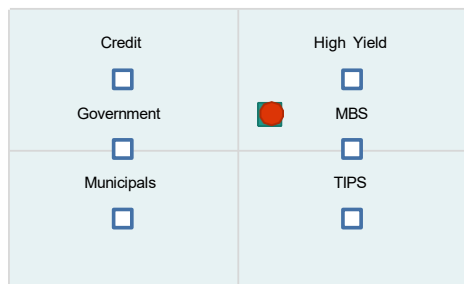 Credit
High Yield
Government
MBS
Municipals
TIPS